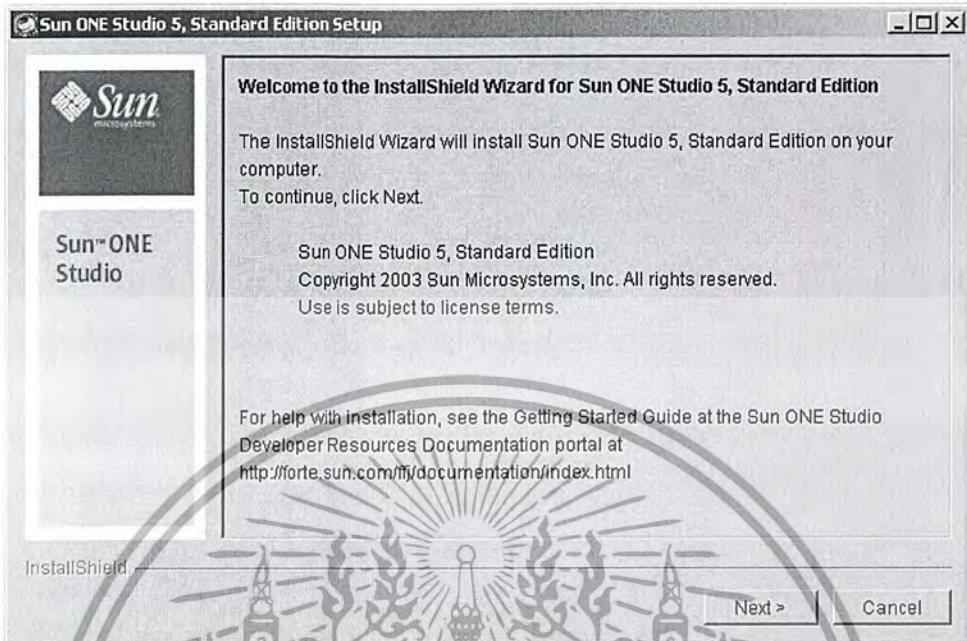 Sun ONE Studio 5, Standard Edition Setup
Sun
microsystems
Sun™ ONE
Studio
Welcome to the InstallShield Wizard for Sun ONE Studio 5, Standard Edition
The InstallShield Wizard will install Sun ONE Studio 5, Standard Edition on your
computer.
To continue, click Next.
Sun ONE Studio 5, Standard Edition
Copyright 2003 Sun Microsystems, Inc. All rights reserved.
Use is subject to license terms.
For help with installation, see the Getting Started Guide at the Sun ONE Studio
Developer Resources Documentation portal at
http://forte.sun.com/ffj/documentation/index.html
InstallShield
Next >
Cancel